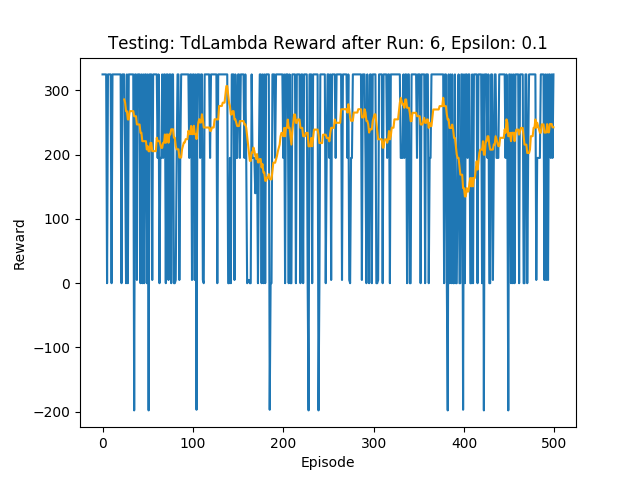 Testing: TdLambda Reward after Run: 6, Epsilon: 0.1
300
200
100
0
−100
−200
Reward
0 100 200 300 400 500
Episode